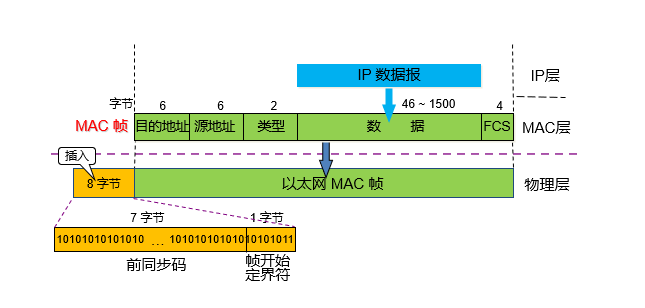 IP 数据报
IP层
字节
6
6
2
46 ~ 1500
4
MAC 帧
目的地址
源地址
类型
数 据
FCS
MAC层
插入
8 字节
以太网 MAC 帧
物理层
7 字节
1 字节
10101010101010 … 10101010101010101011
前同步码
帧开始
定界符